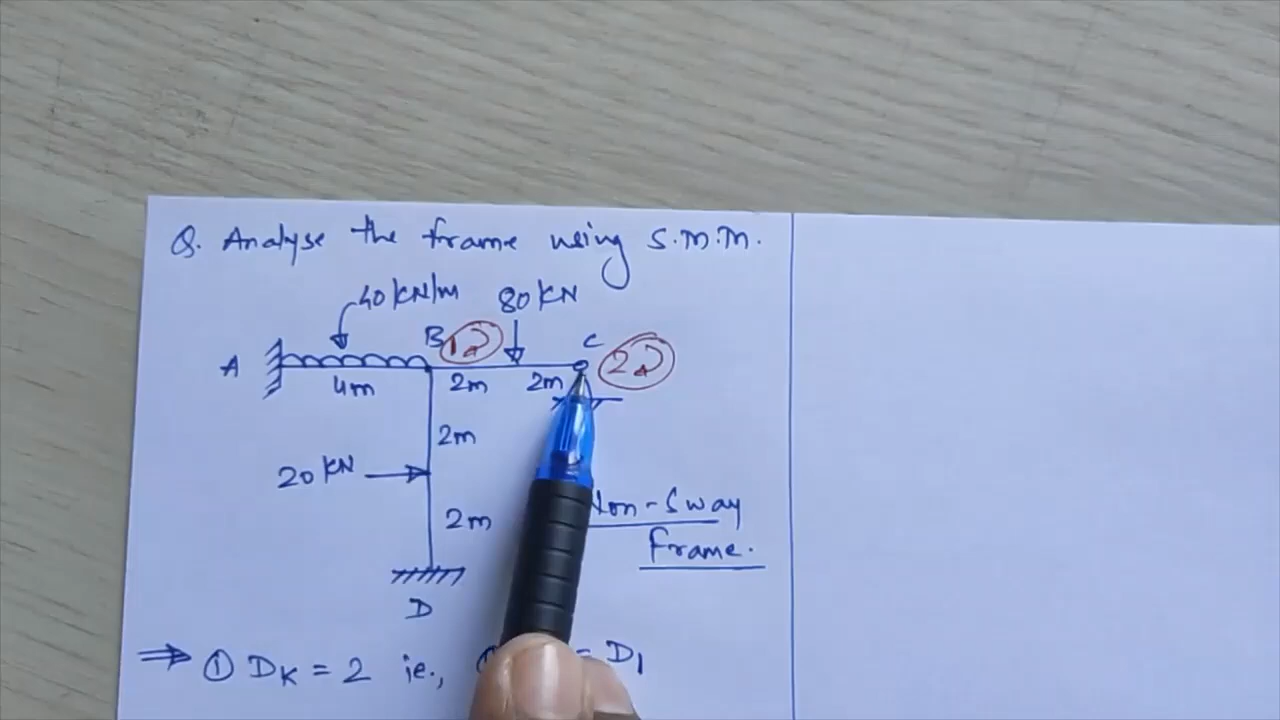 Q. Analyse the frame using S.M.M.
40 KN/m 80 KN
A B 1 C 2
4m 2m 2m
2m
20 KN
2m
Non-Sway
frame.
D
⇒ ① DK = 2 ie., = D1